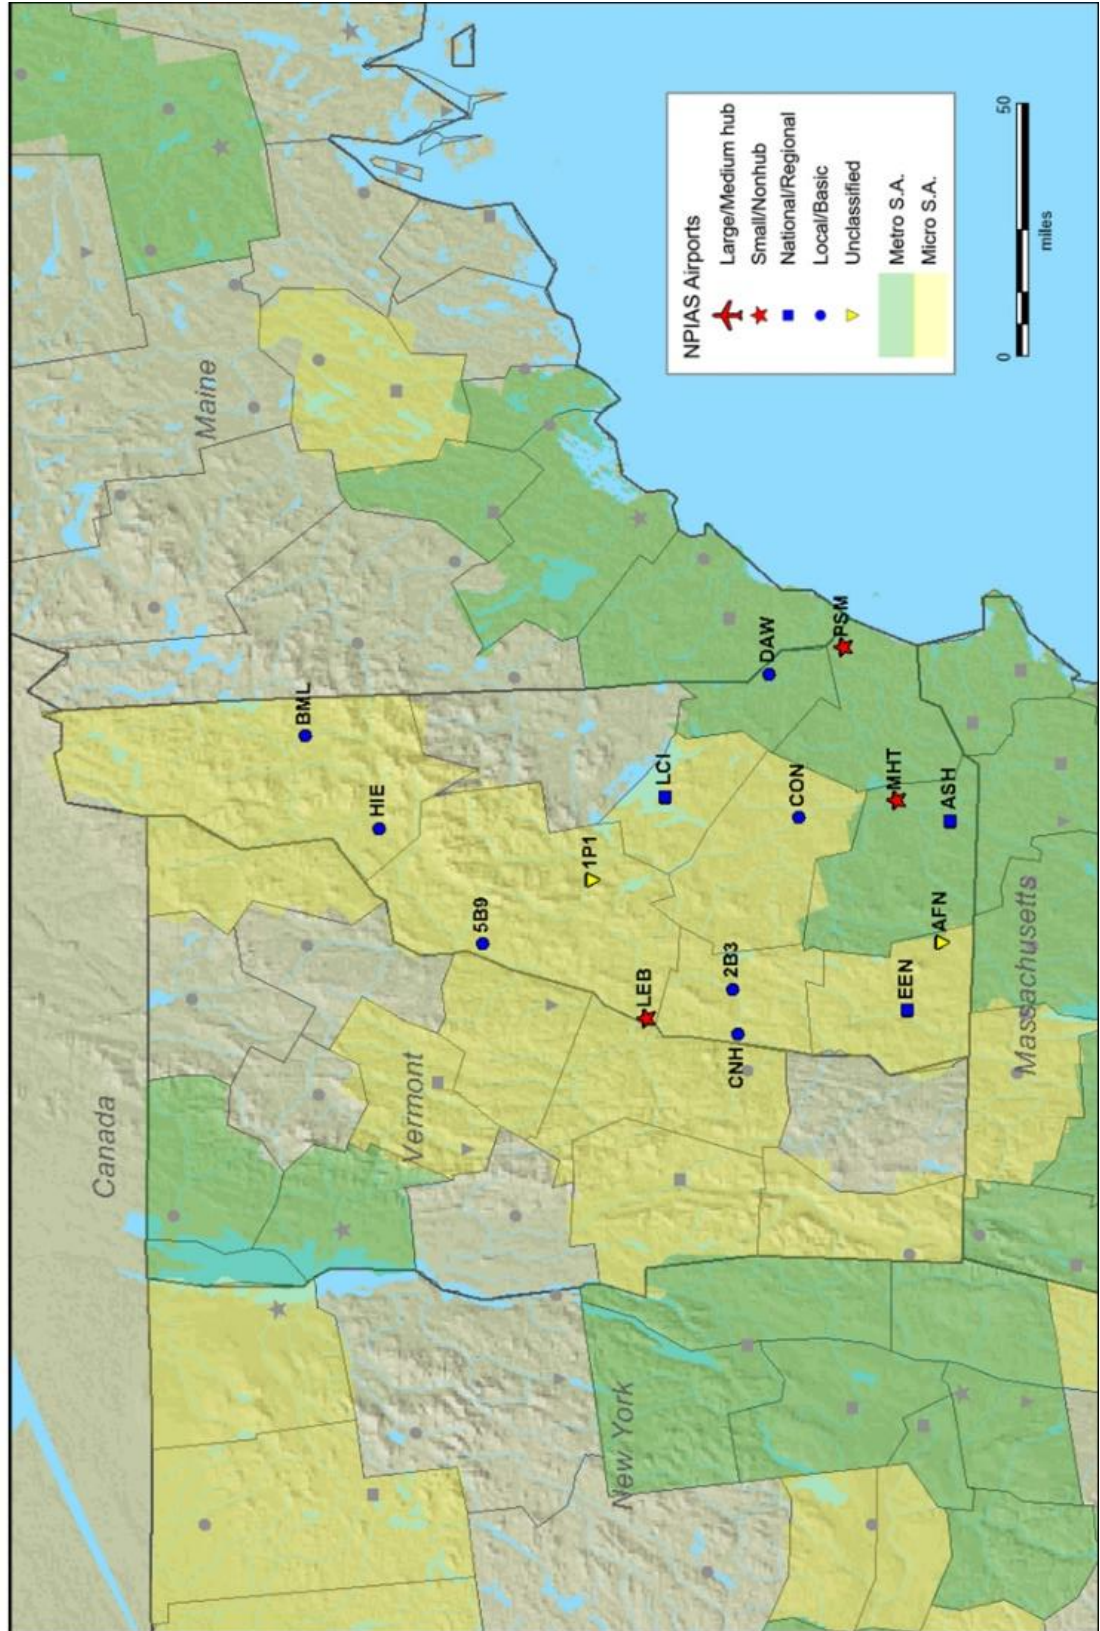 Canada
Maine
Vermont
New York
Massachusetts
BML
HIE
5B9
1P1
LCI
LEB
2B3
CNH
CON
DAW
PSM
MHT
ASH
AFN
EEN
NPIAS Airports
Large/Medium hub
Small/Nonhub
National/Regional
Local/Basic
Unclassified
Metro S.A.
Micro S.A.
0 50
miles